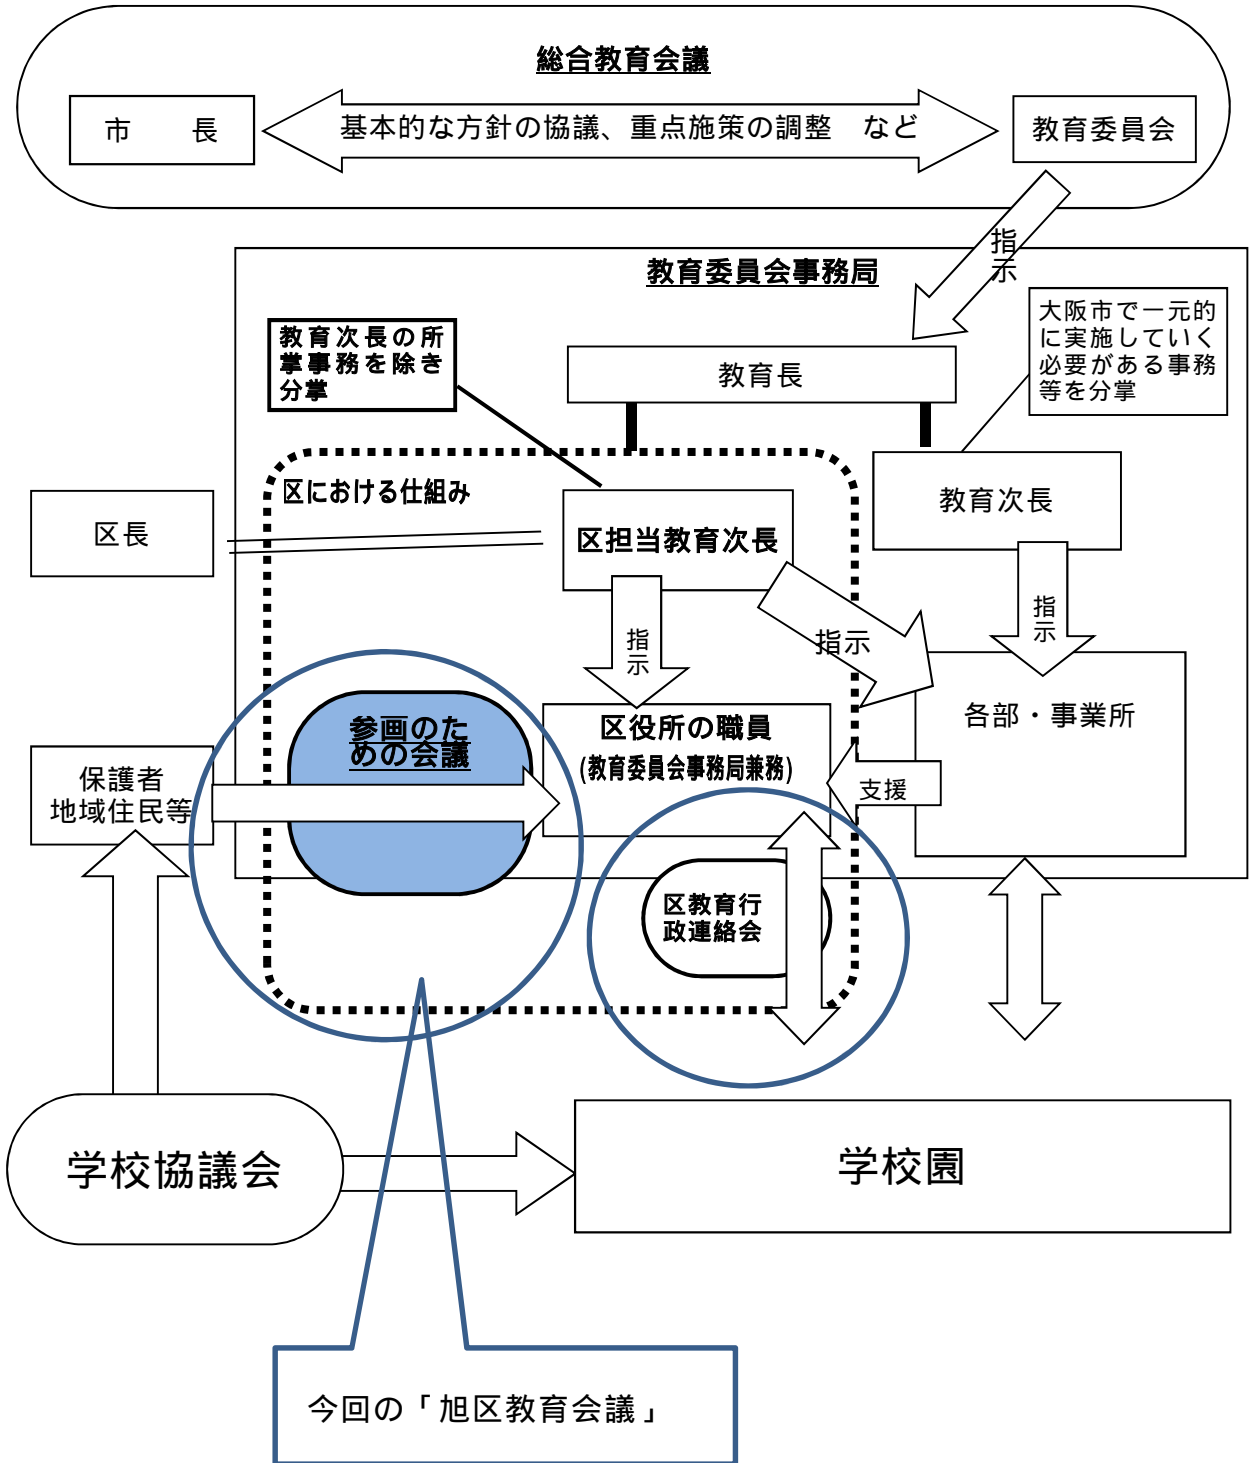 総合教育会議
市　　長
基本的な方針の協議、重点施策の調整　など
教育委員会
指
示
教育委員会事務局
大阪市で一元的
に実施していく
必要がある事務
等を分掌
教育次長の所
掌事務を除き
分掌
教育長
区における仕組み
区長
区担当教育次長
教育次長
指
示
指示
指
示
各部・事業所
参画のた
めの会議
区役所の職員
(教育委員会事務局兼務)
保護者
地域住民等
支援
区教育行
政連絡会
学校協議会
学校園
今回の「旭区教育会議」